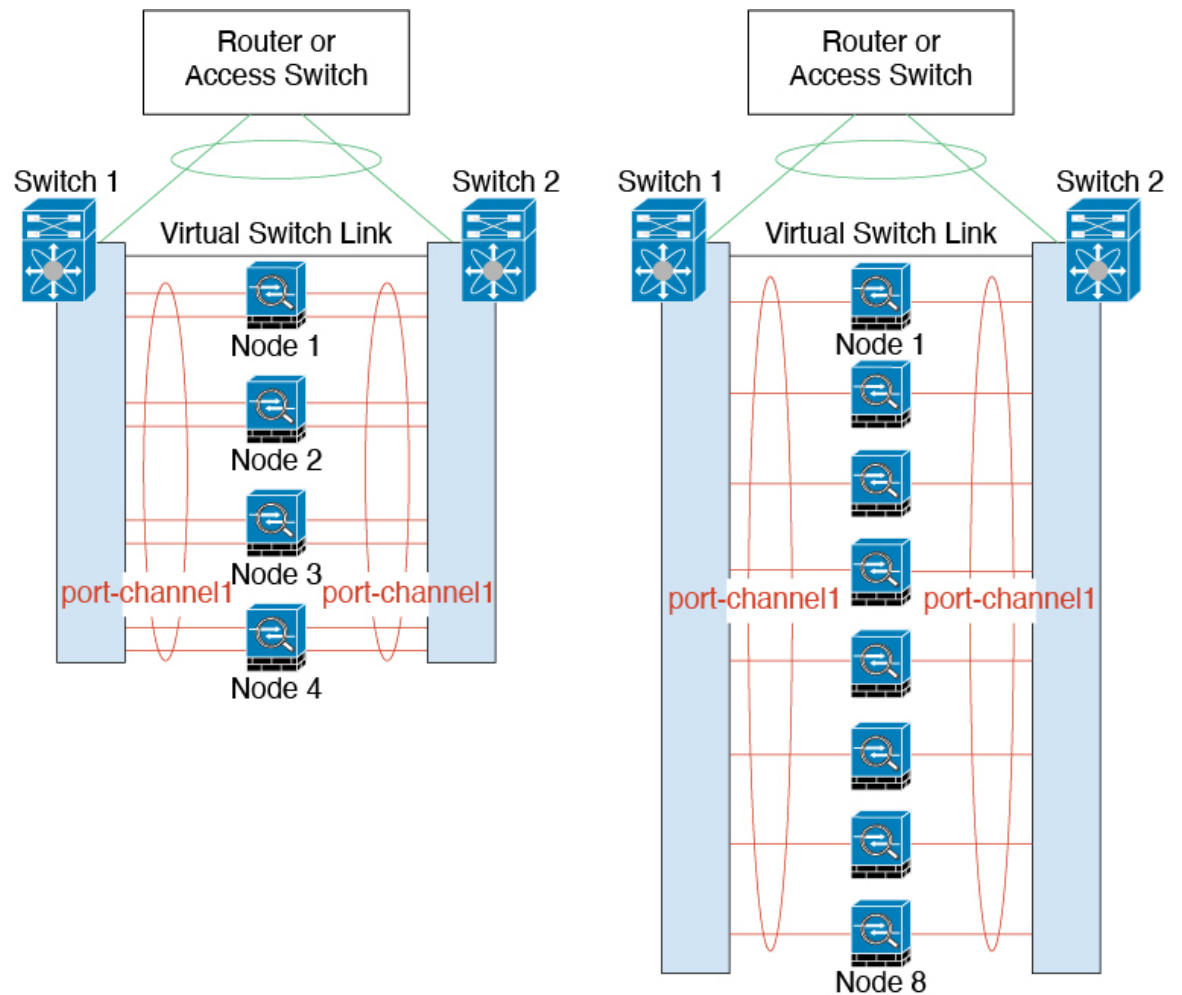 Router or
Access Switch
Switch 1
Switch 2
Virtual Switch Link
Node 1
Node 2
Node 3
port-channel1
port-channel1
Node 4
Router or
Access Switch
Switch 1
Switch 2
Virtual Switch Link
Node 1
port-channel1
port-channel1
Node 8